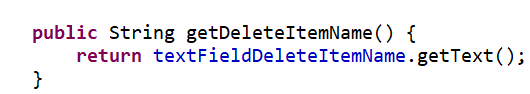 public String getDeleteItemName() {
    return textFieldDeleteItemName.getText();
}